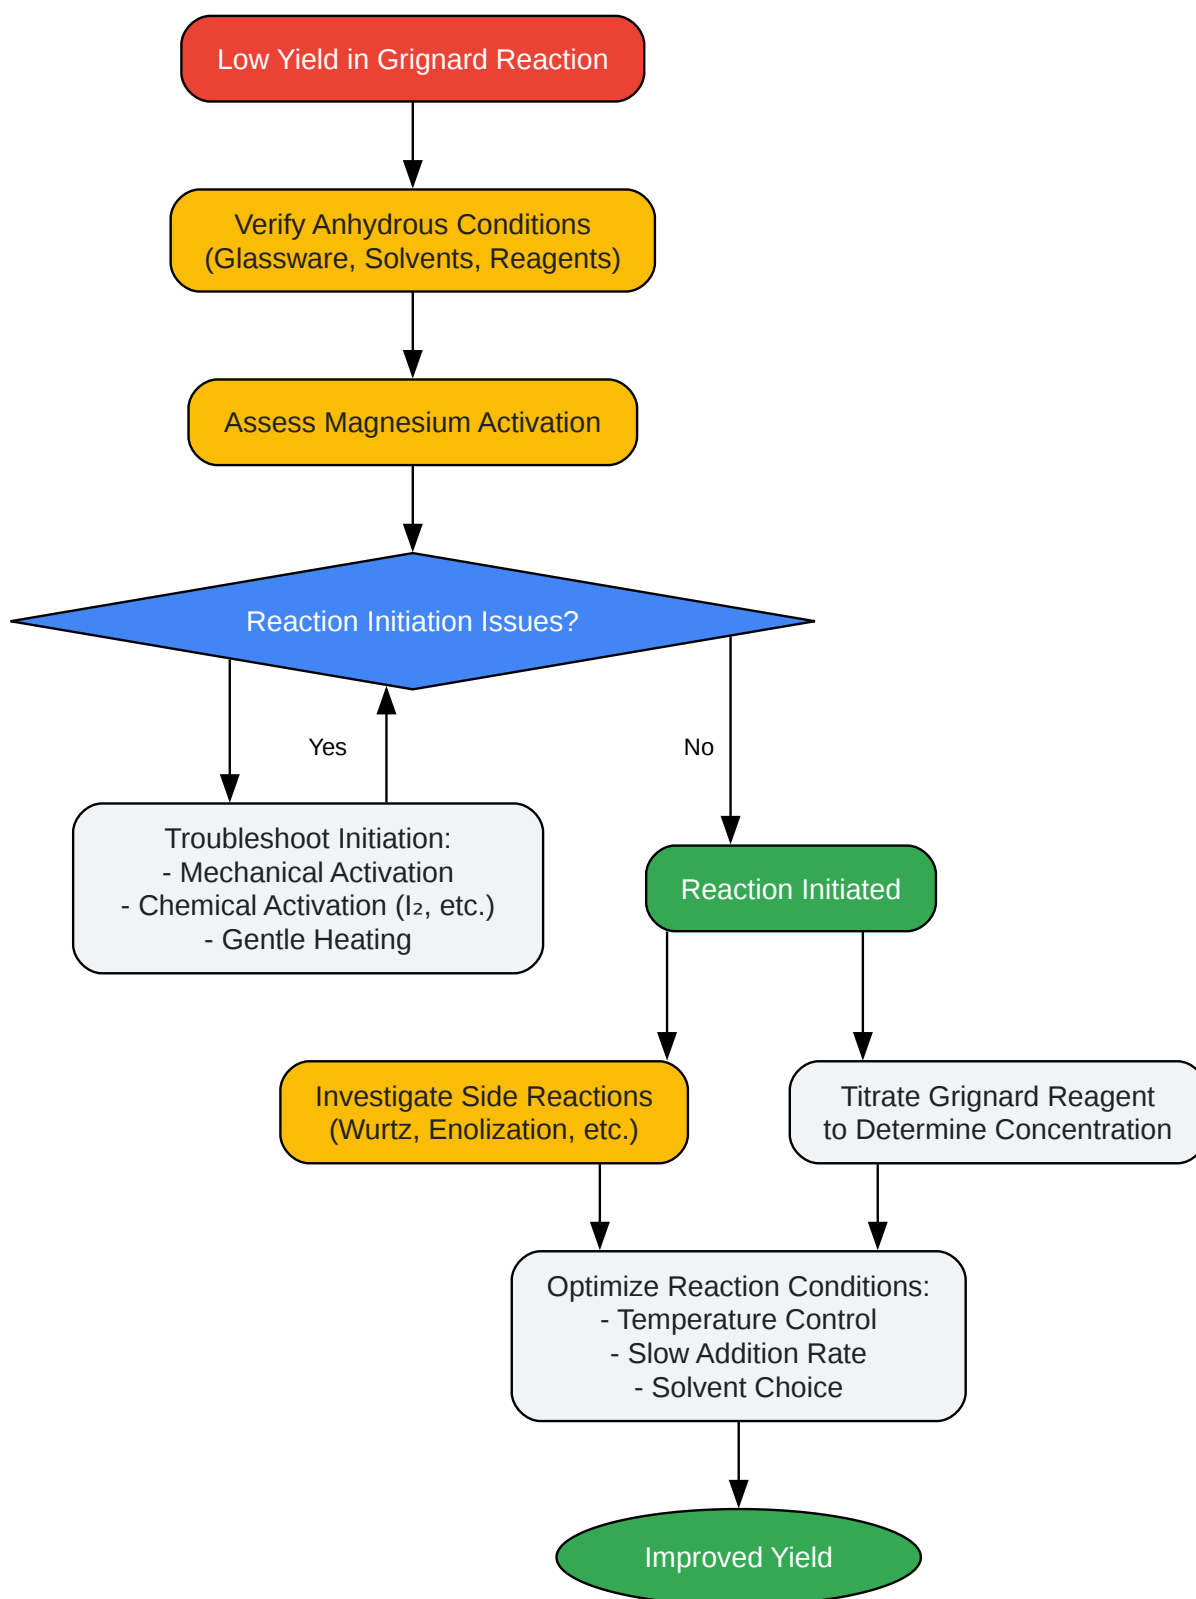 Low Yield in Grignard Reaction
Verify Anhydrous Conditions
(Glassware, Solvents, Reagents)
Assess Magnesium Activation
Reaction Initiation Issues?
Yes
No
Troubleshoot Initiation:
- Mechanical Activation
- Chemical Activation (I₂, etc.)
- Gentle Heating
Reaction Initiated
Investigate Side Reactions
(Wurtz, Enolization, etc.)
Titrate Grignard Reagent
to Determine Concentration
Optimize Reaction Conditions:
- Temperature Control
- Slow Addition Rate
- Solvent Choice
Improved Yield